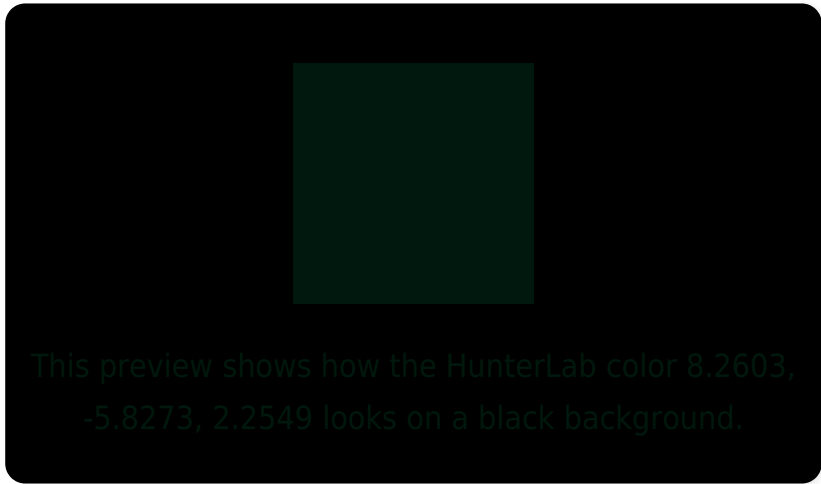 This preview shows how the HunterLab color 8.2603,
-5.8273, 2.2549 looks on a black background.